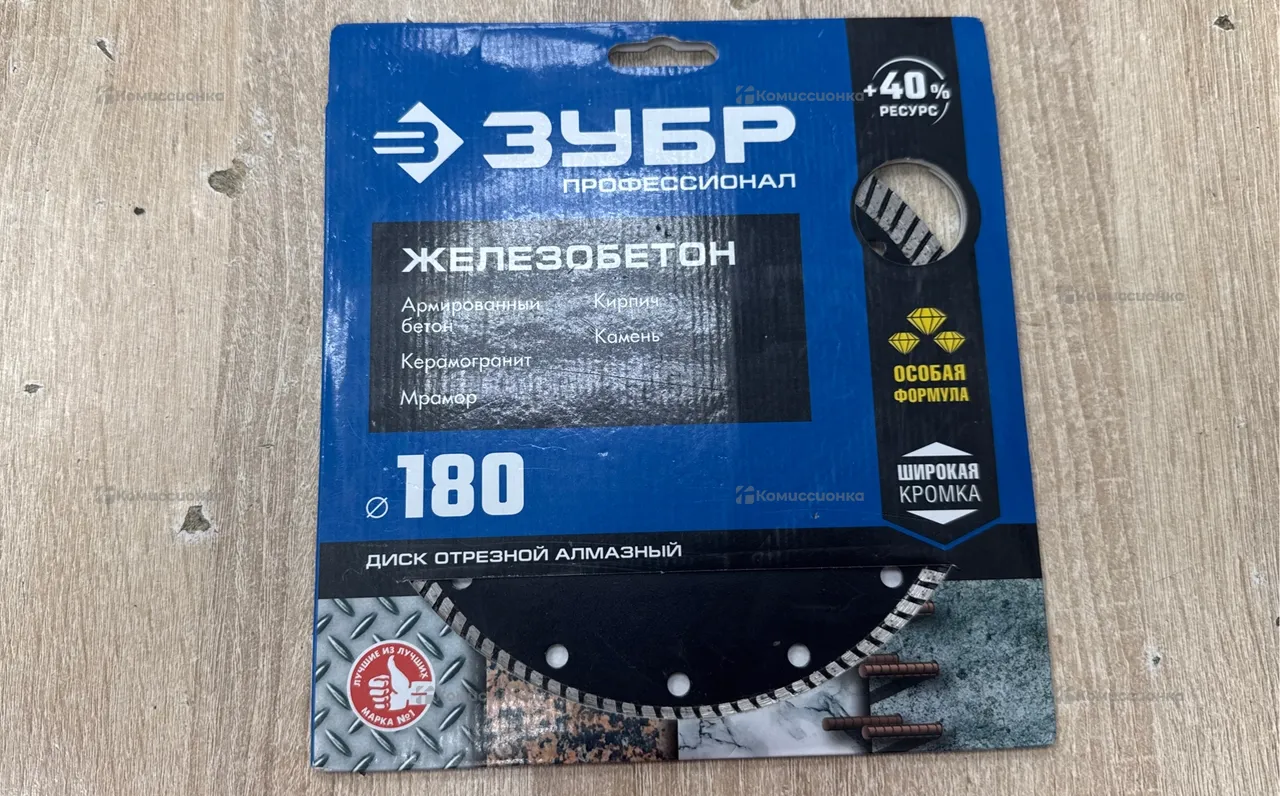 +40%
РЕСУРС
ЗУБР
ПРОФЕССИОНАЛ
ЖЕЛЕЗОБЕТОН
Армированный
бетон
Керамогранит
Мрамор
Кирпич
Камень
ОСОБАЯ
ФОРМУЛА
ШИРОКАЯ
КРОМКА
⌀ 180
ДИСК ОТРЕЗНОЙ АЛМАЗНЫЙ
ЛУЧШИЕ ИЗ ЛУЧШИХ
МАРКА №1
Комиссионка
Комиссионка
Комиссионка
Комиссионка
Комиссионка